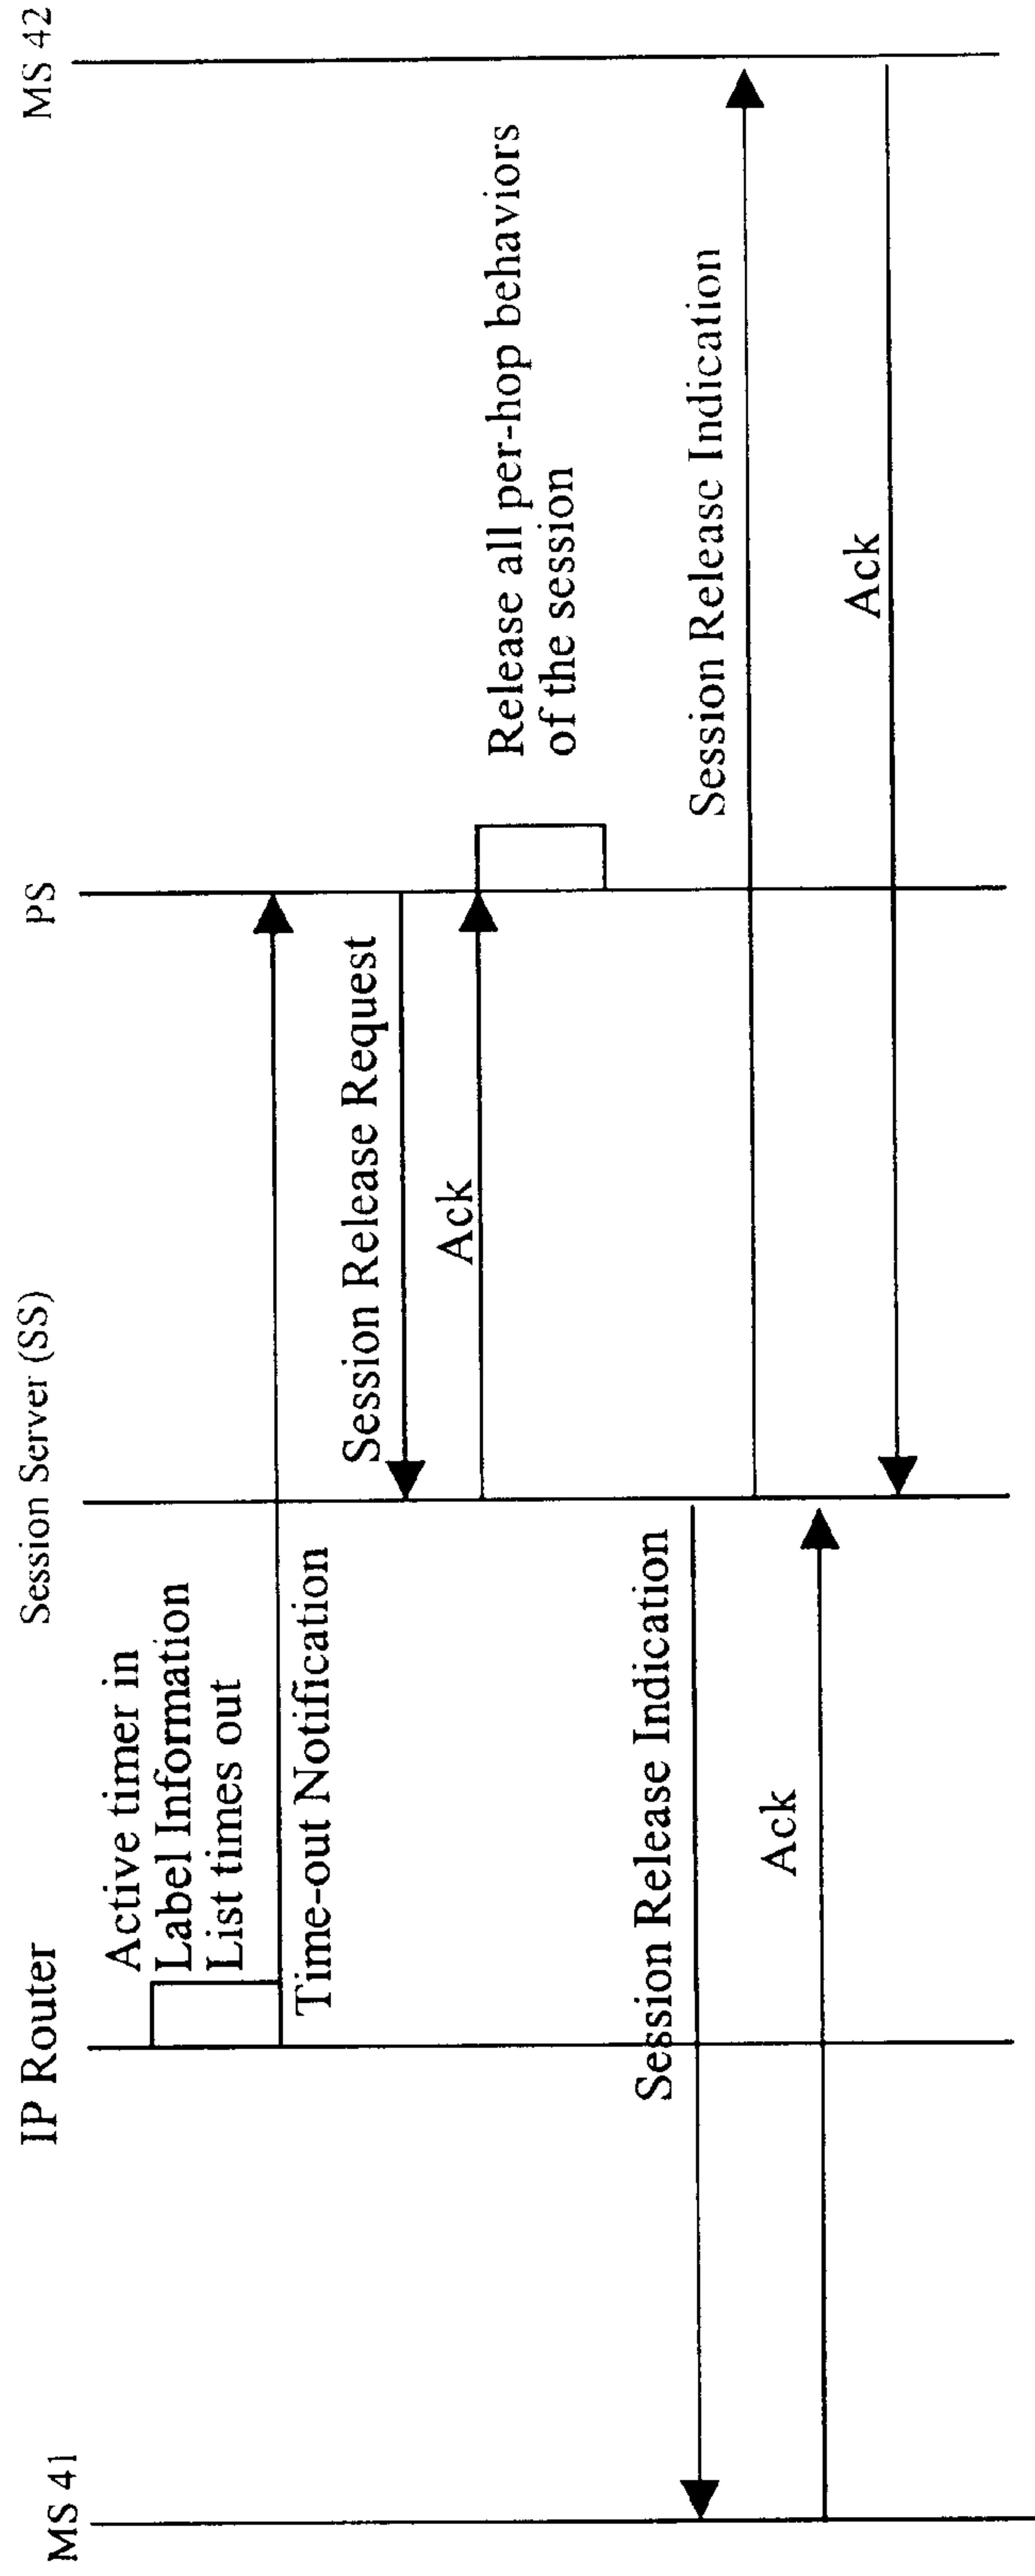 MS 41
IP Router
Session Server (SS)
PS
MS 42
Active timer in
Label Information
List times out
Time-out Notification
Session Release Request
Ack
Release all per-hop behaviors
of the session
Session Release Indication
Session Release Indication
Ack
Ack